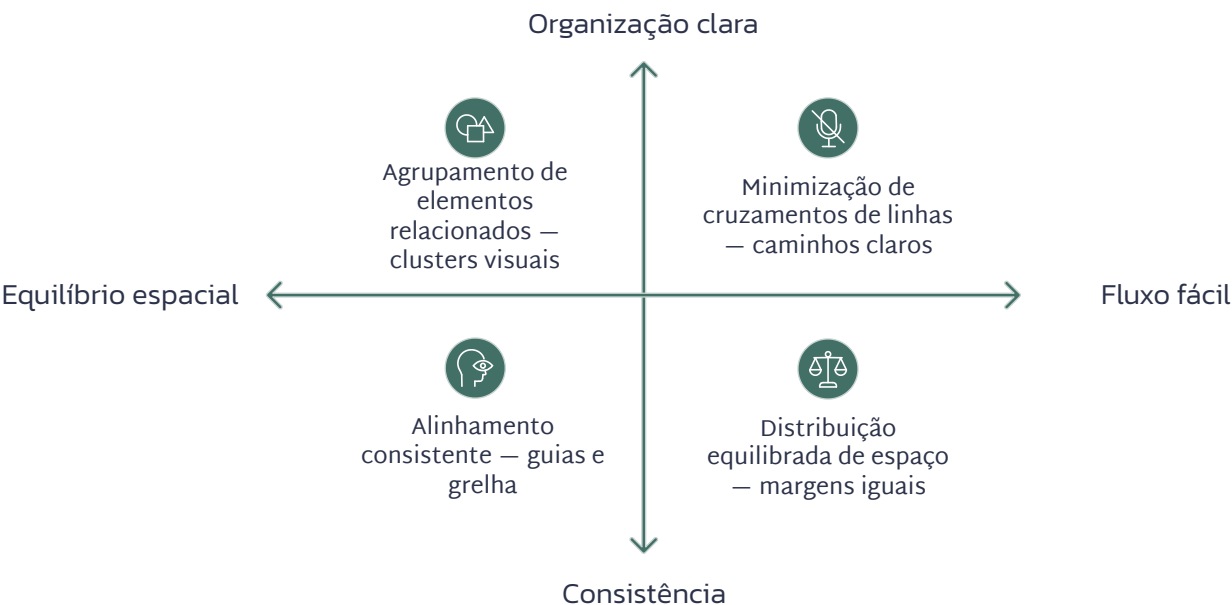 Organização clara
Agrupamento de
elementos
relacionados —
clusters visuais
Minimização de
cruzamentos de linhas
— caminhos claros
Equilíbrio espacial
Fluxo fácil
Alinhamento
consistente — guias e
grelha
Distribuição
equilibrada de espaço
— margens iguais
Consistência